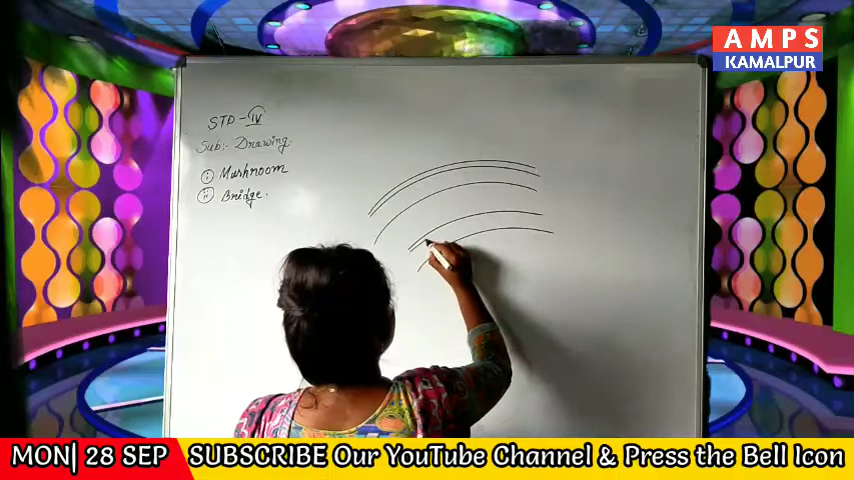 AMPS
KAMALPUR
STD - IV
Sub:- Drawing.
i) Mushroom
ii) Bridge.
MON| 28 SEP SUBSCRIBE Our YouTube Channel & Press the Bell Icon